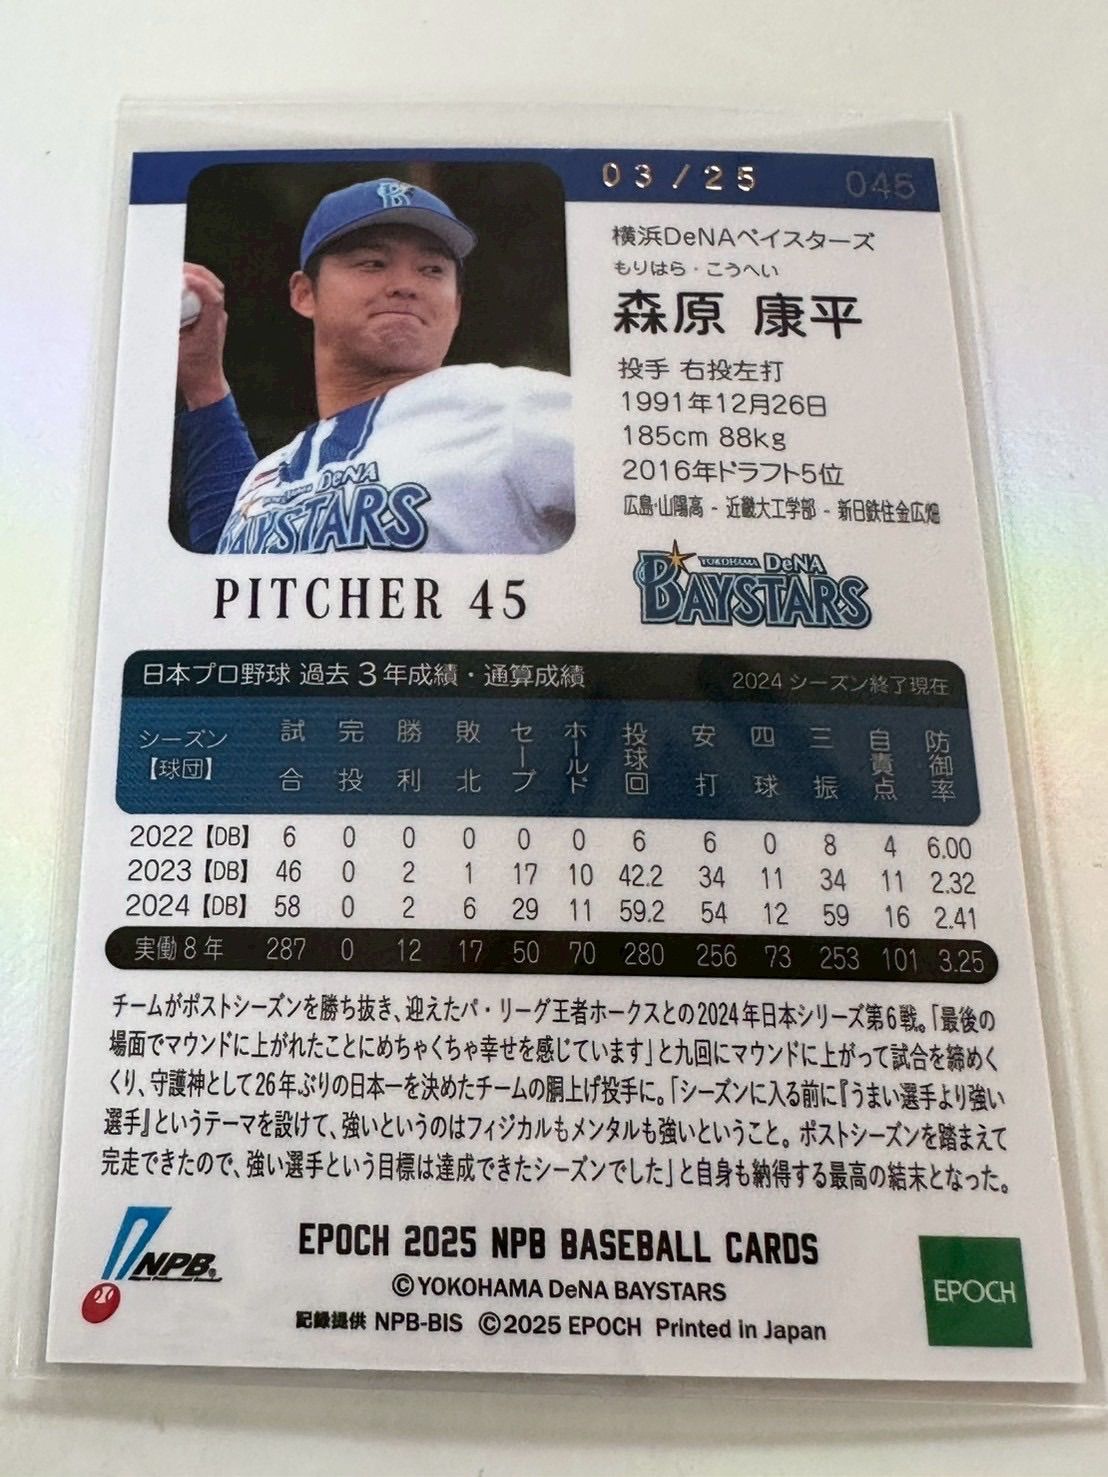 03/25
045
横浜DeNAベイスターズ
もりはら・こうへい
森原 康平
投手 右投左打
1991年12月26日
185cm 88kg
2016年ドラフト5位
広島・山陽高 - 近畿大工学部 - 新日鉄住金広畑
B
YOKOHAMA DeNA
BAYSTARS
PITCHER 45
YOKOHAMA DeNA
BAYSTARS
日本プロ野球 過去3年成績・通算成績 2024 シーズン終了現在
シーズン【球団】 試合 完投 勝利 敗北 セーブ ホールド 投球回 安打 四球 三振 自責点 防御率
2022【DB】 6 0 0 0 0 0 6 6 0 8 4 6.00
2023【DB】 46 0 2 1 17 10 42.2 34 11 34 11 2.32
2024【DB】 58 0 2 6 29 11 59.2 54 12 59 16 2.41
実働8年 287 0 12 17 50 70 280 256 73 253 101 3.25
チームがポストシーズンを勝ち抜き、迎えたパ・リーグ王者ホークスとの2024年日本シリーズ第6戦。「最後の
場面でマウンドに上がれたことにめちゃくちゃ幸せを感じています」と九回にマウンドに上がって試合を締めく
くり、守護神として26年ぶりの日本一を決めたチームの胴上げ投手に。「シーズンに入る前に『うまい選手より強い
選手』というテーマを設けて、強いというのはフィジカルもメンタルも強いということ。ポストシーズンを踏まえて
完走できたので、強い選手という目標は達成できたシーズンでした」と自身も納得する最高の結末となった。
NPB
EPOCH 2025 NPB BASEBALL CARDS
©YOKOHAMA DeNA BAYSTARS
記録提供 NPB-BIS ©2025 EPOCH Printed in Japan
EPOCH